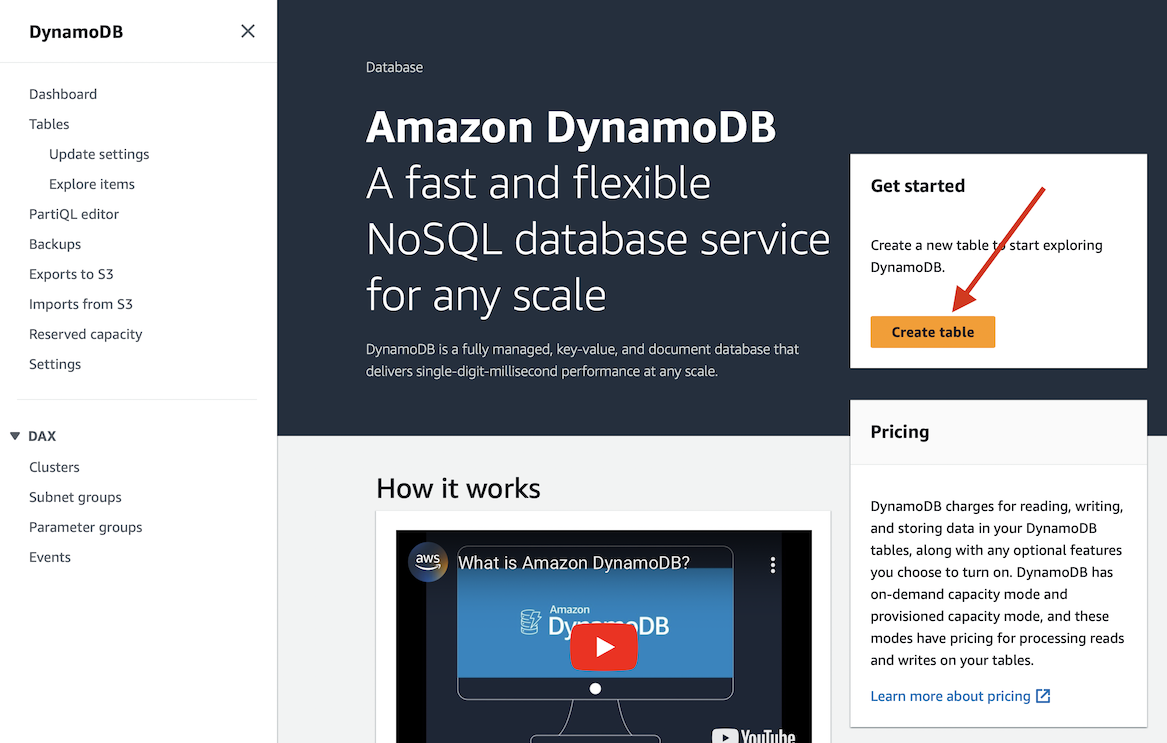 DynamoDB
Dashboard
Tables
Update settings
Explore items
PartiQL editor
Backups
Exports to S3
Imports from S3
Reserved capacity
Settings
DAX
Clusters
Subnet groups
Parameter groups
Events
Database
Amazon DynamoDB
A fast and flexible
NoSQL database service
for any scale
DynamoDB is a fully managed, key-value, and document database that
delivers single-digit-millisecond performance at any scale.
Get started
Create a new table to start exploring
DynamoDB.
Create table
Pricing
DynamoDB charges for reading, writing,
and storing data in your DynamoDB
tables, along with any optional features
you choose to turn on. DynamoDB has
on-demand capacity mode and
provisioned capacity mode, and these
modes have pricing for processing reads
and writes on your tables.
Learn more about pricing
How it works
aws
What is Amazon DynamoDB?
Amazon
DynamoDB
YouTube